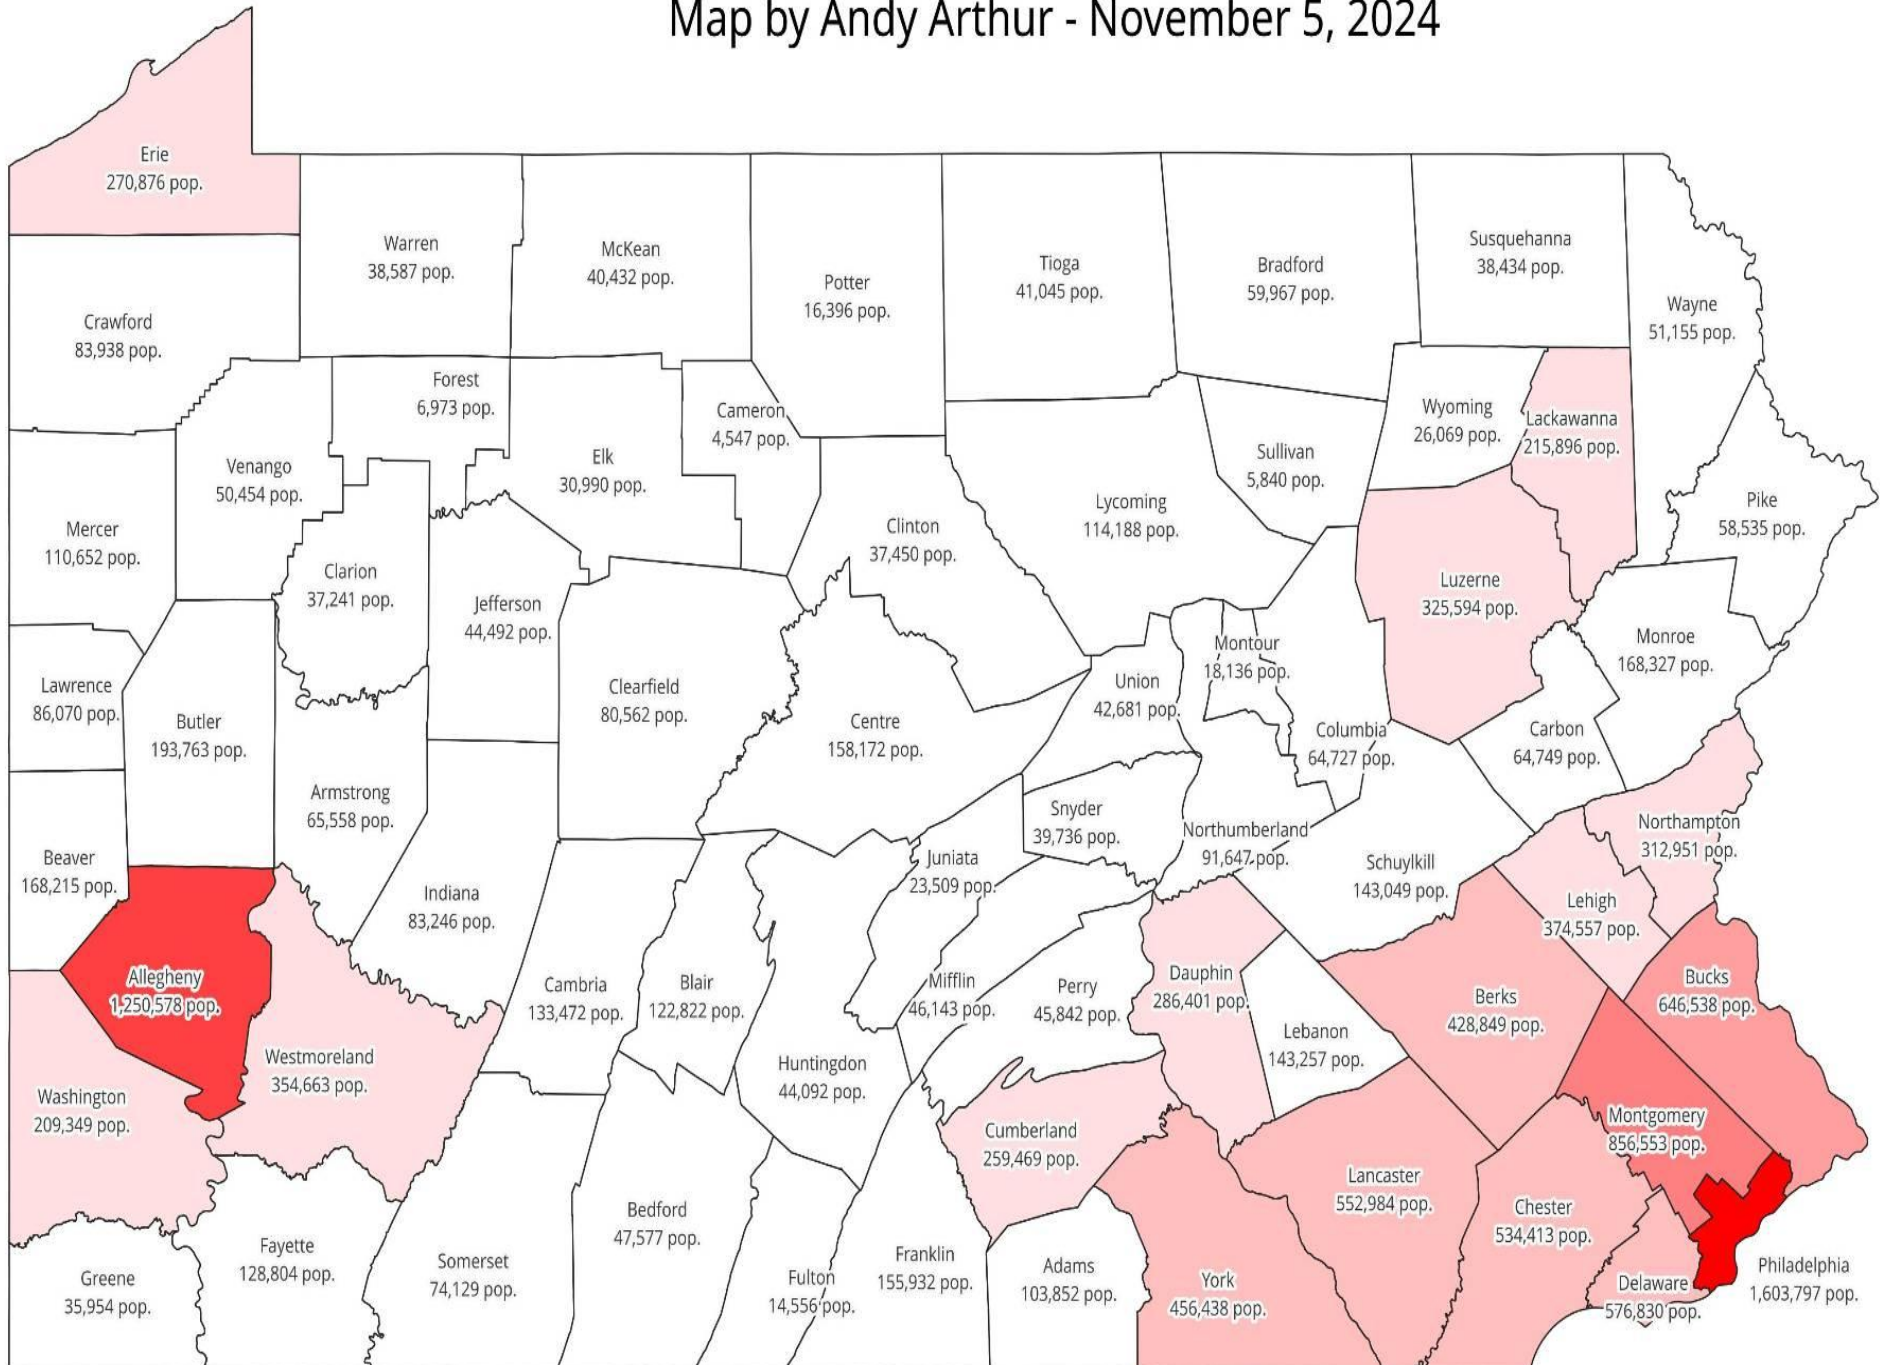 Map by Andy Arthur - November 5, 2024
Erie
270,876 pop.
Warren
38,587 pop.
McKean
40,432 pop.
Potter
16,396 pop.
Tioga
41,045 pop.
Bradford
59,967 pop.
Susquehanna
38,434 pop.
Wayne
51,155 pop.
Crawford
83,938 pop.
Forest
6,973 pop.
Cameron
4,547 pop.
Wyoming
26,069 pop.
Lackawanna
215,896 pop.
Venango
50,454 pop.
Elk
30,990 pop.
Sullivan
5,840 pop.
Lycoming
114,188 pop.
Pike
58,535 pop.
Mercer
110,652 pop.
Clinton
37,450 pop.
Clarion
37,241 pop.
Jefferson
44,492 pop.
Luzerne
325,594 pop.
Montour
18,136 pop.
Monroe
168,327 pop.
Lawrence
86,070 pop.
Butler
193,763 pop.
Clearfield
80,562 pop.
Centre
158,172 pop.
Union
42,681 pop.
Columbia
64,727 pop.
Carbon
64,749 pop.
Armstrong
65,558 pop.
Snyder
39,736 pop.
Northumberland
91,647 pop.
Northampton
312,951 pop.
Beaver
168,215 pop.
Indiana
83,246 pop.
Juniata
23,509 pop.
Schuylkill
143,049 pop.
Lehigh
374,557 pop.
Allegheny
1,250,578 pop.
Cambria
133,472 pop.
Blair
122,822 pop.
Mifflin
46,143 pop.
Perry
45,842 pop.
Dauphin
286,401 pop.
Berks
428,849 pop.
Bucks
646,538 pop.
Westmoreland
354,663 pop.
Huntingdon
44,092 pop.
Lebanon
143,257 pop.
Washington
209,349 pop.
Cumberland
259,469 pop.
Montgomery
856,553 pop.
Lancaster
552,984 pop.
Chester
534,413 pop.
Bedford
47,577 pop.
Fayette
128,804 pop.
Somerset
74,129 pop.
Greene
35,954 pop.
Fulton
14,556 pop.
Franklin
155,932 pop.
Adams
103,852 pop.
York
456,438 pop.
Delaware
576,830 pop.
Philadelphia
1,603,797 pop.